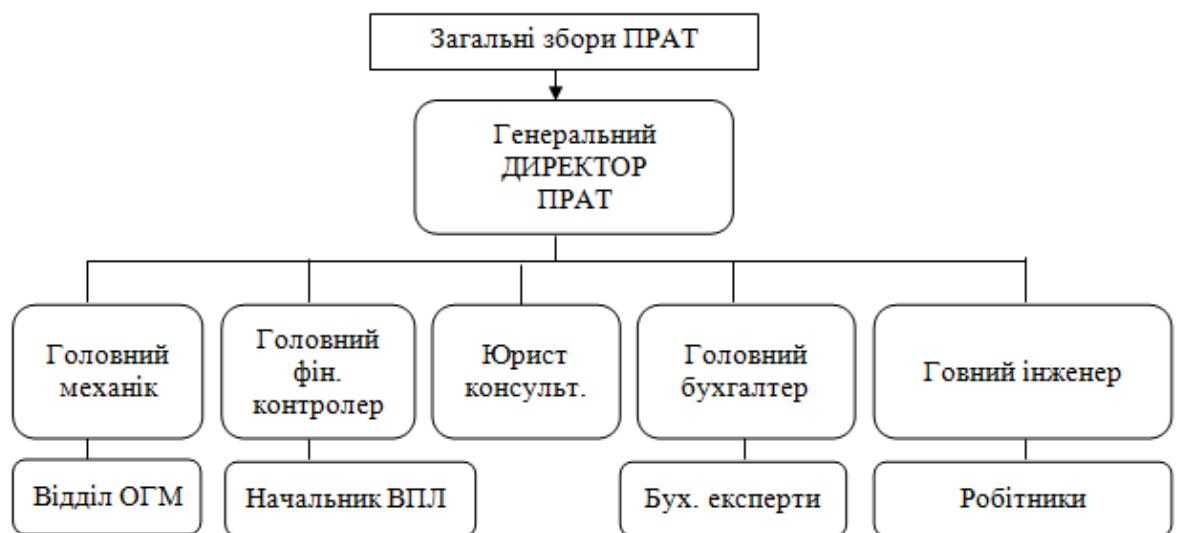 Загальні збори ПРАТ
Генеральний
ДИРЕКТОР
ПРАТ
Головний
механік
Головний
фін.
контролер
Юрист
консульт.
Головний
бухгалтер
Говний інженер
Відділ ОГМ
Начальник ВПЛ
Бух. експерти
Робітники